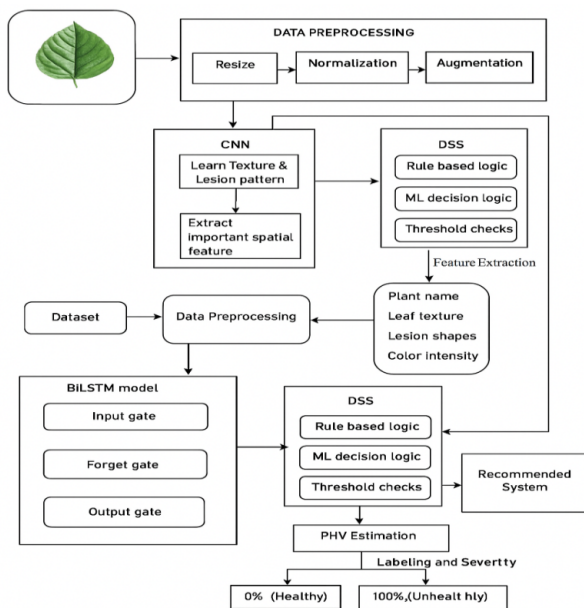 DATA PREPROCESSING
Resize
Normalization
Augmentation
CNN
Learn Texture &
Lesion pattern
Extract
important spatial
feature
DSS
Rule based logic
ML decision logic
Threshold checks
Feature Extraction
Plant name
Leaf texture
Lesion shapes
Color intensity
Dataset
Data Preprocessing
BiLSTM model
Input gate
Forget gate
Output gate
DSS
Rule based logic
ML decision logic
Threshold checks
Recommended
System
PHV Estimation
Labeling and Severtty
0% (Healthy)
100%,(Unhealt hly)